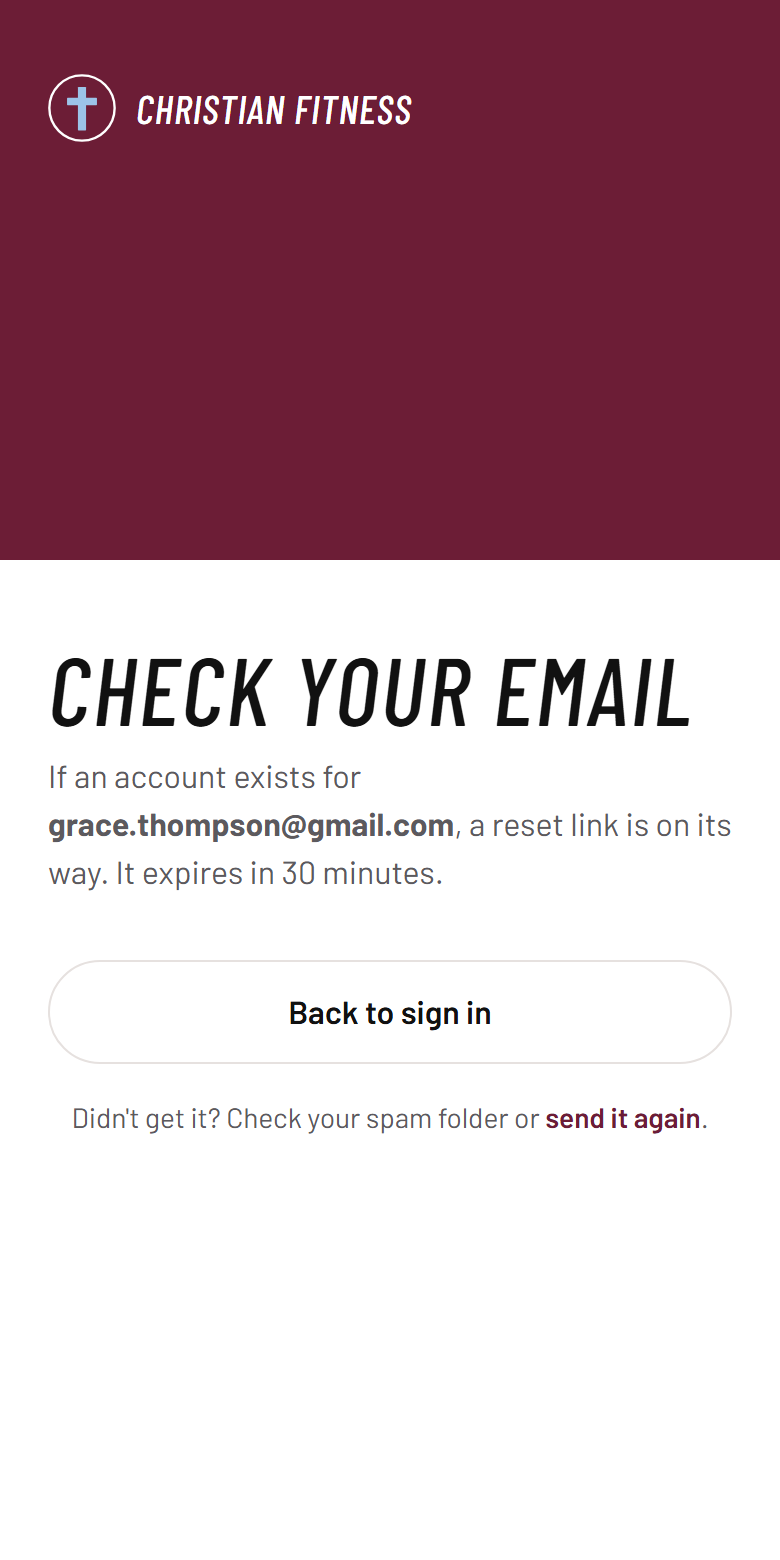 CHRISTIAN FITNESS
CHECK YOUR EMAIL
If an account exists for
grace.thompson@gmail.com, a reset link is on its
way. It expires in 30 minutes.
Back to sign in
Didn't get it? Check your spam folder or send it again.